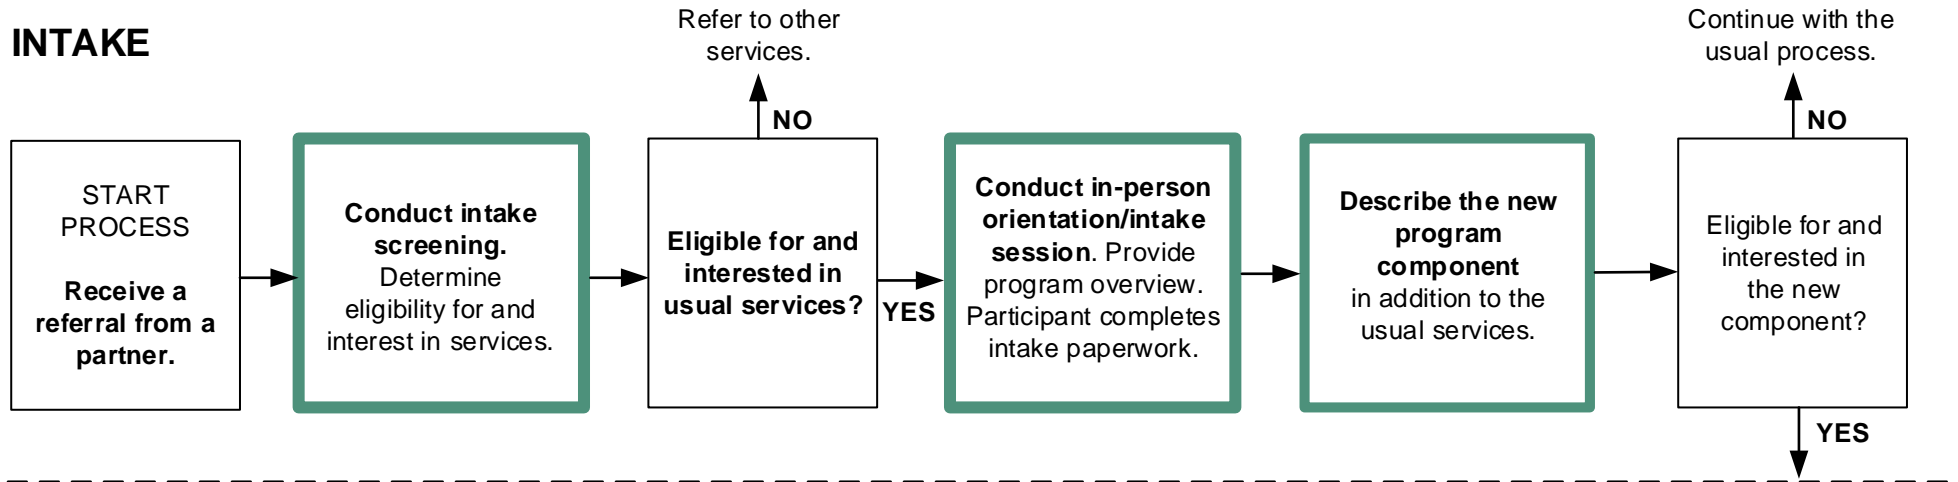 INTAKE
Refer to other
services.
NO
Continue with the
usual process.
NO
START
PROCESS
Receive a
referral from a
partner.
Conduct intake
screening.
Determine
eligibility for and
interest in services.
Eligible for and
interested in
usual services?
YES
Conduct in-person
orientation/intake
session. Provide
program overview.
Participant completes
intake paperwork.
Describe the new
program
component
in addition to the
usual services.
Eligible for and
interested in
the new
component?
YES